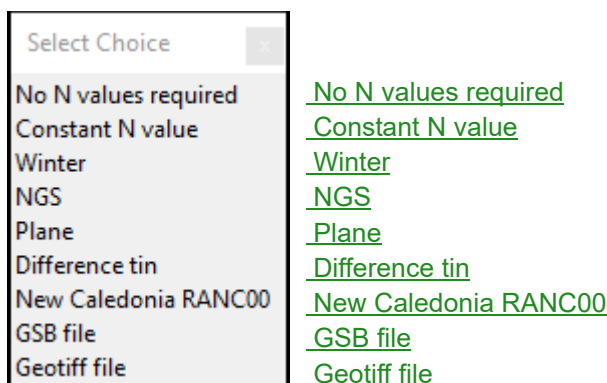 Select Choice x
No N values required
Constant N value
Winter
NGS
Plane
Difference tin
New Caledonia RANC00
GSB file
Geotiff file
No N values required
Constant N value
Winter
NGS
Plane
Difference tin
New Caledonia RANC00
GSB file
Geotiff file